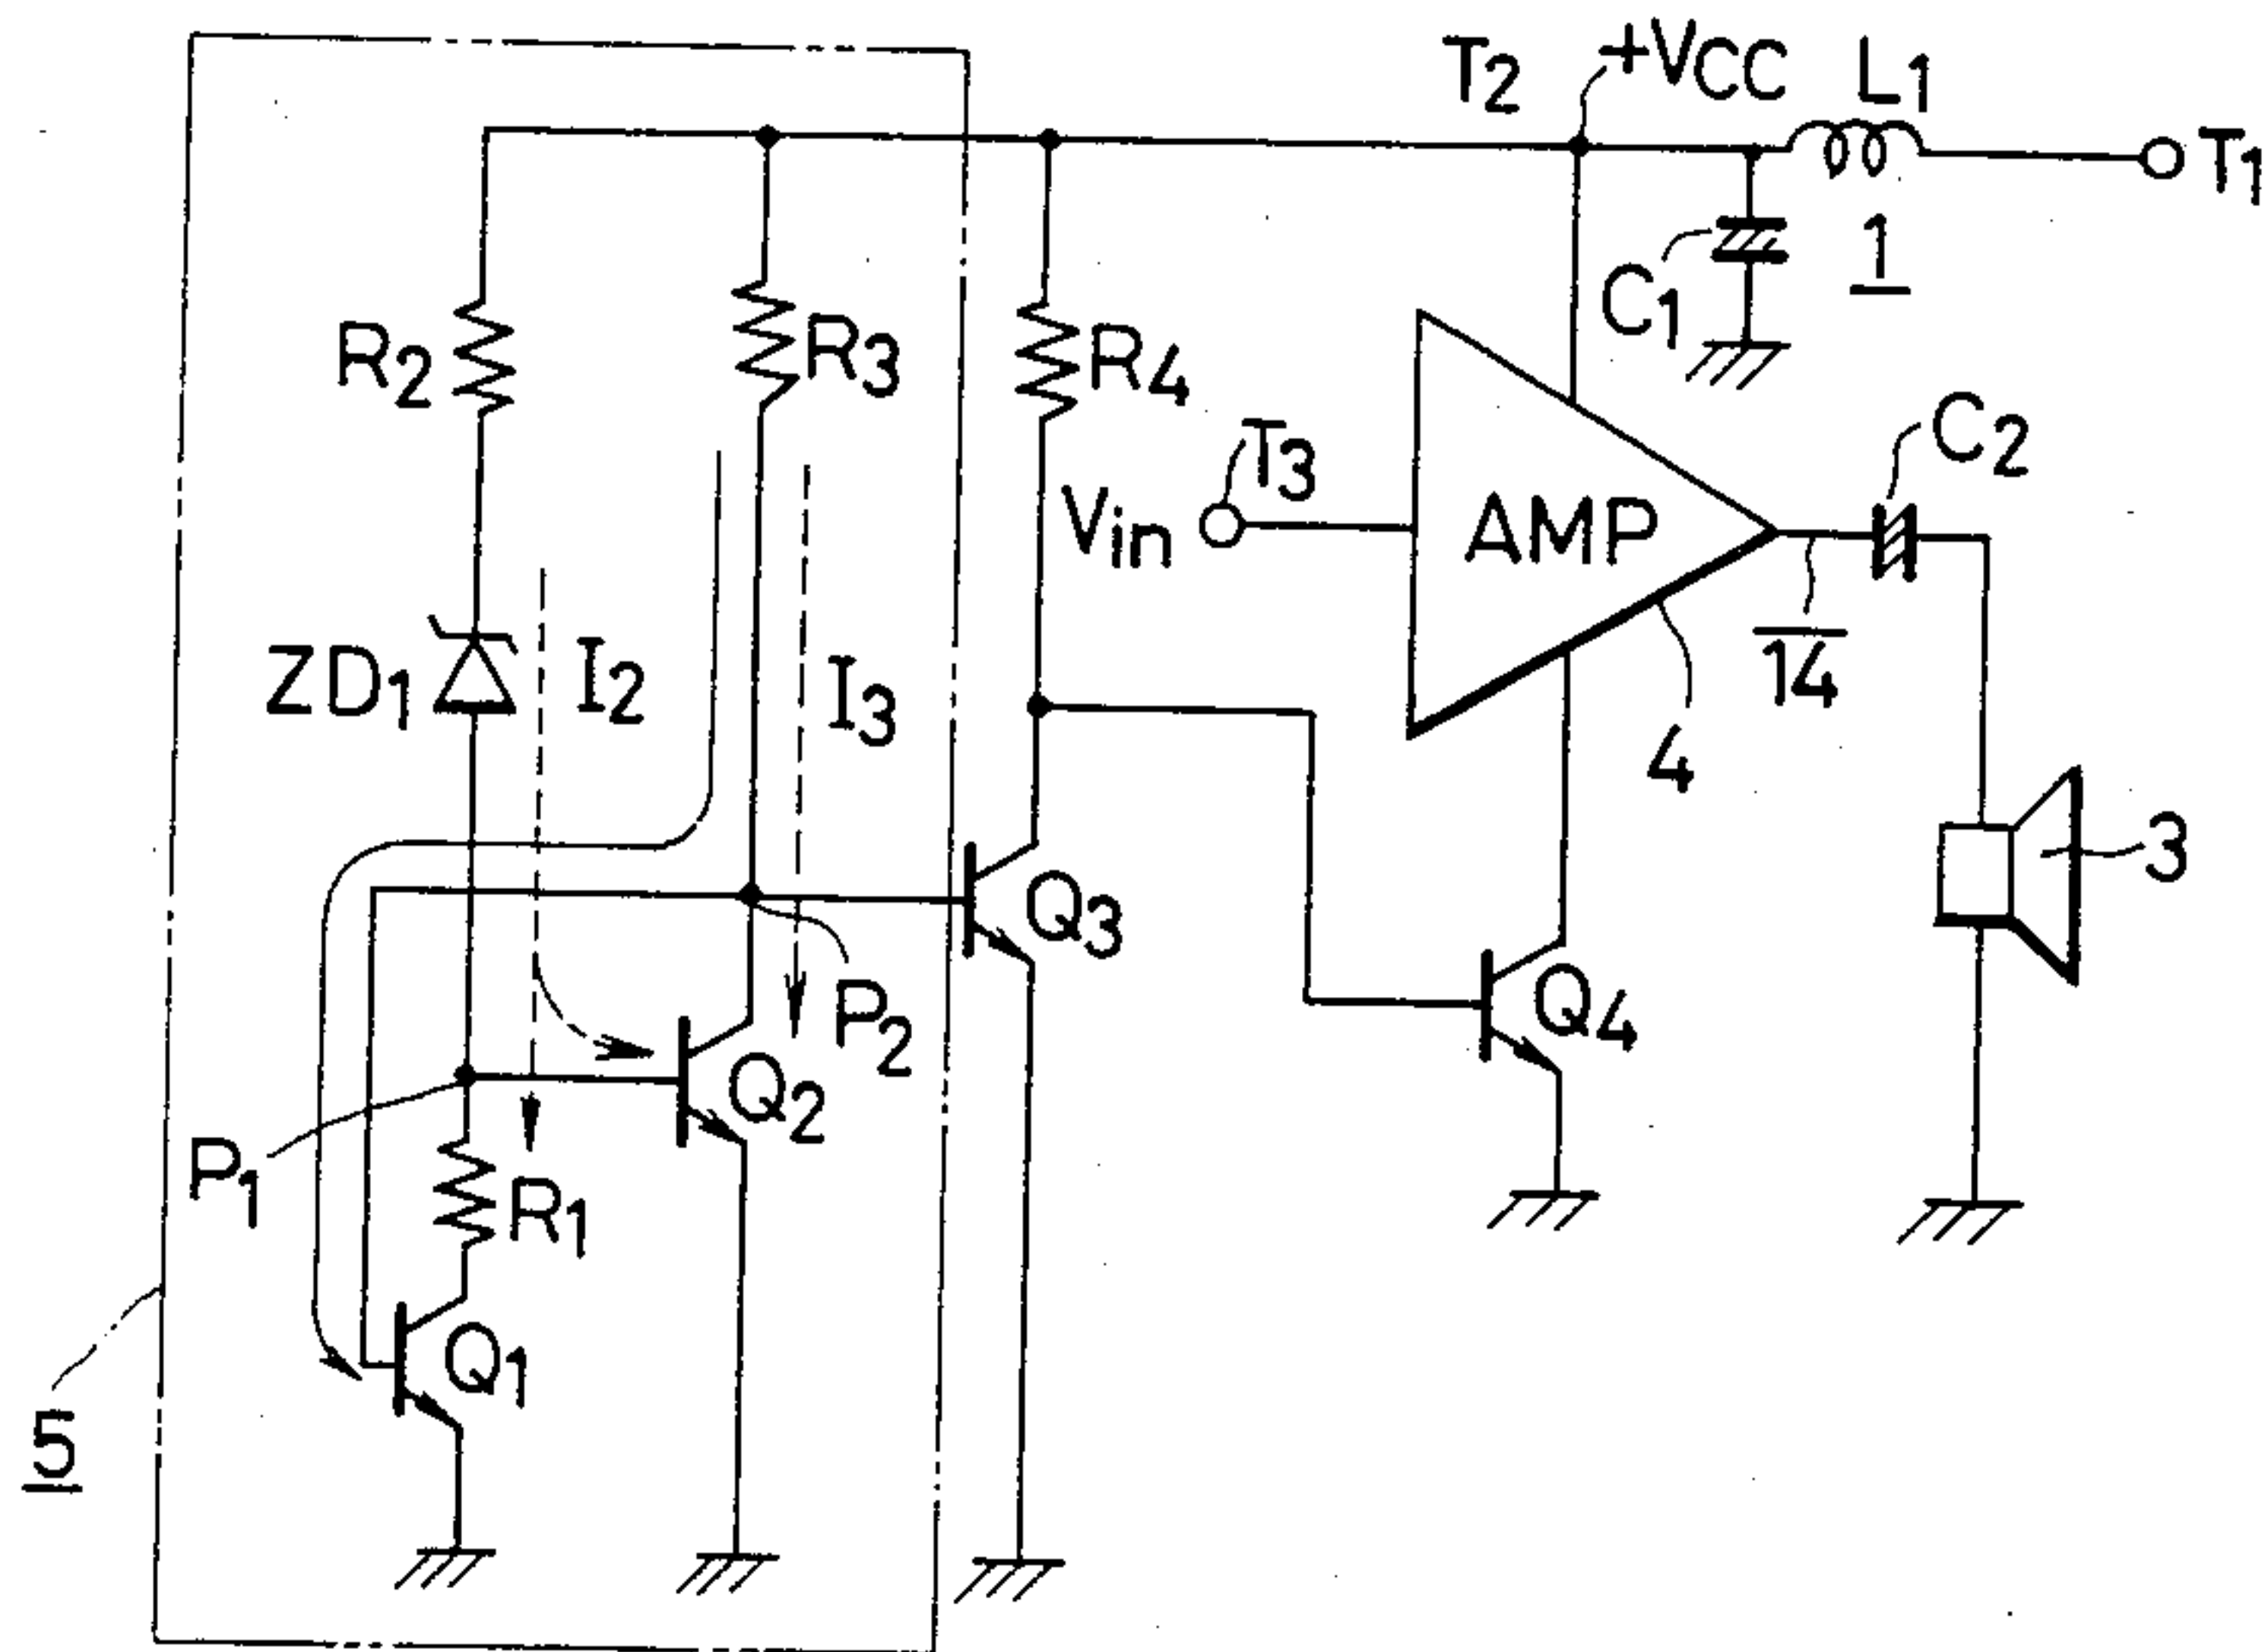 T2
+VCC
L1
T1
C1
1
R2
R3
R4
T3
C2
Vin
AMP
14
ZD1
I2
I3
4
3
Q3
P2
Q4
Q2
P1
R1
Q1
5